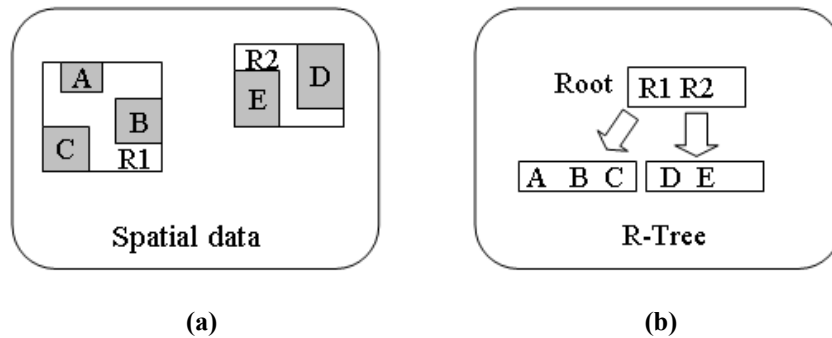 A
B
C
R1
R2
D
E
Spatial data
(a)
Root R1 R2
A B C
D E
R-Tree
(b)